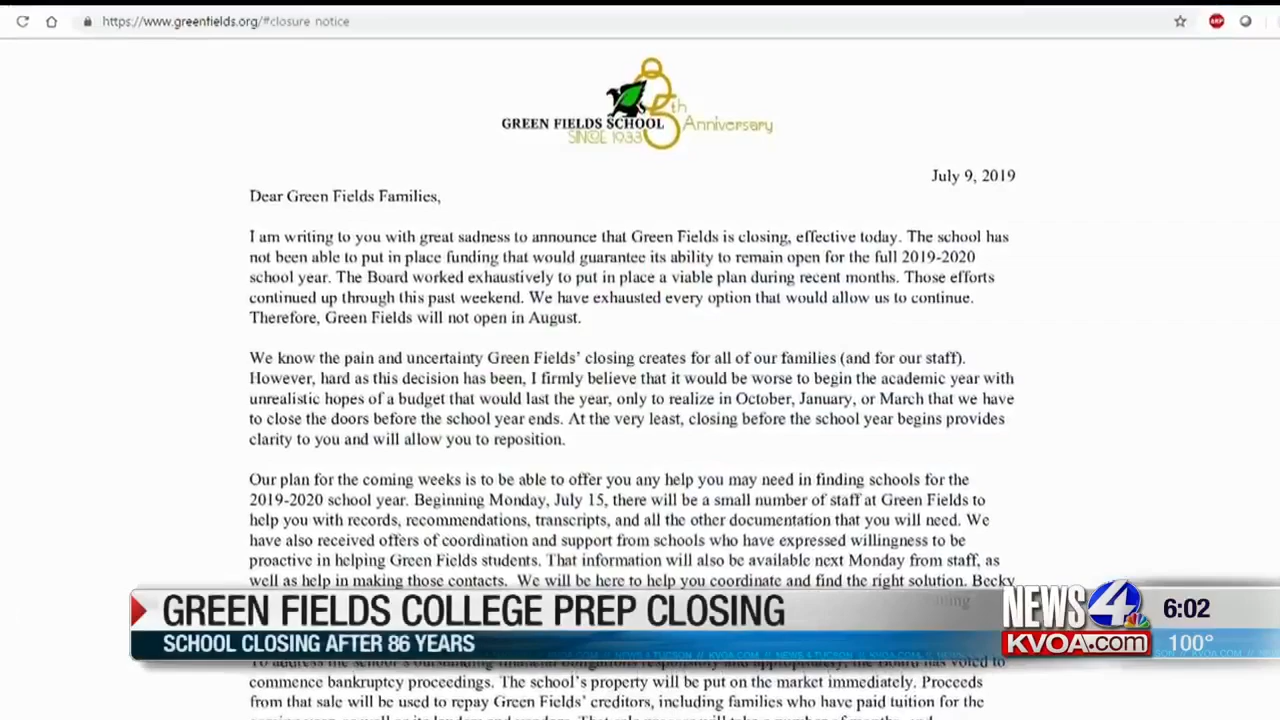 https://www.greenfields.org/#closure notice
ABP
85th
GREEN FIELDS SCHOOL Anniversary
SINCE 1933
July 9, 2019
Dear Green Fields Families,
I am writing to you with great sadness to announce that Green Fields is closing, effective today. The school has
not been able to put in place funding that would guarantee its ability to remain open for the full 2019-2020
school year. The Board worked exhaustively to put in place a viable plan during recent months. Those efforts
continued up through this past weekend. We have exhausted every option that would allow us to continue.
Therefore, Green Fields will not open in August.
We know the pain and uncertainty Green Fields' closing creates for all of our families (and for our staff).
However, hard as this decision has been, I firmly believe that it would be worse to begin the academic year with
unrealistic hopes of a budget that would last the year, only to realize in October, January, or March that we have
to close the doors before the school year ends. At the very least, closing before the school year begins provides
clarity to you and will allow you to reposition.
Our plan for the coming weeks is to be able to offer you any help you may need in finding schools for the
2019-2020 school year. Beginning Monday, July 15, there will be a small number of staff at Green Fields to
help you with records, recommendations, transcripts, and all the other documentation that you will need. We
have also received offers of coordination and support from schools who have expressed willingness to be
proactive in helping Green Fields students. That information will also be available next Monday from staff, as
well as help in making those contacts. We will be here to help you coordinate and find the right solution. Becky
GREEN FIELDS COLLEGE PREP CLOSING
SCHOOL CLOSING AFTER 86 YEARS
NEWS 4
KVOA.com
6:02
100°
KVOA.com // NEWS 4 TUCSON // KVOA.com
the Board has voted to
commence bankruptcy proceedings. The school's property will be put on the market immediately. Proceeds
from that sale will be used to repay Green Fields' creditors, including families who have paid tuition for the